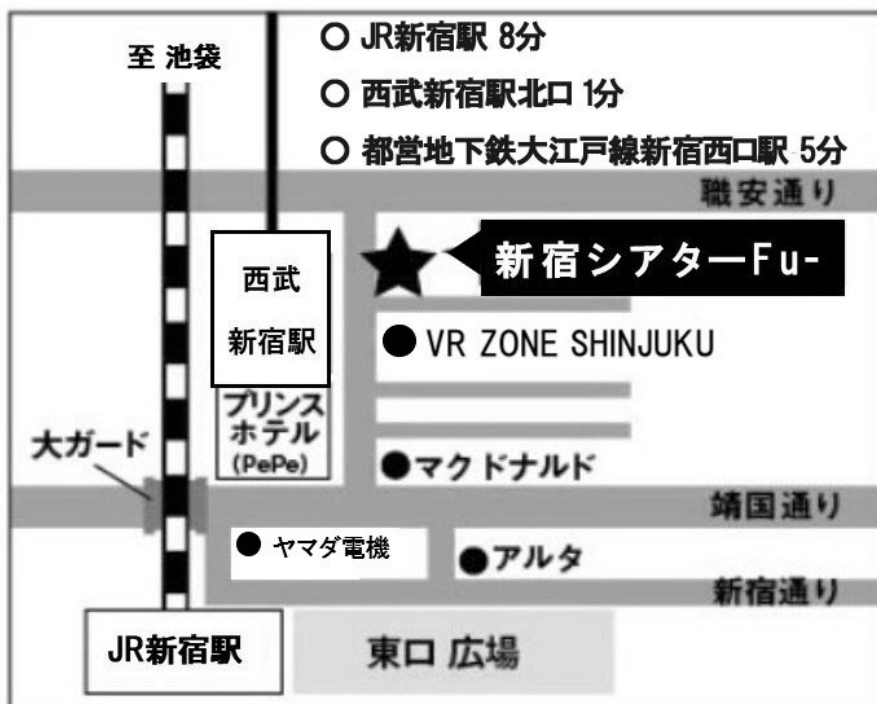 ○ JR新宿駅 8分
至 池袋
○ 西武新宿駅北口 1分
○ 都営地下鉄大江戸線新宿西口駅 5分
職安通り
新宿シアターFu-
西武
新宿駅
● VR ZONE SHINJUKU
プリンス
ホテル
(PePe)
大ガード
●マクドナルド
靖国通り
● ヤマダ電機
●アルタ
新宿通り
JR新宿駅
東口 広場